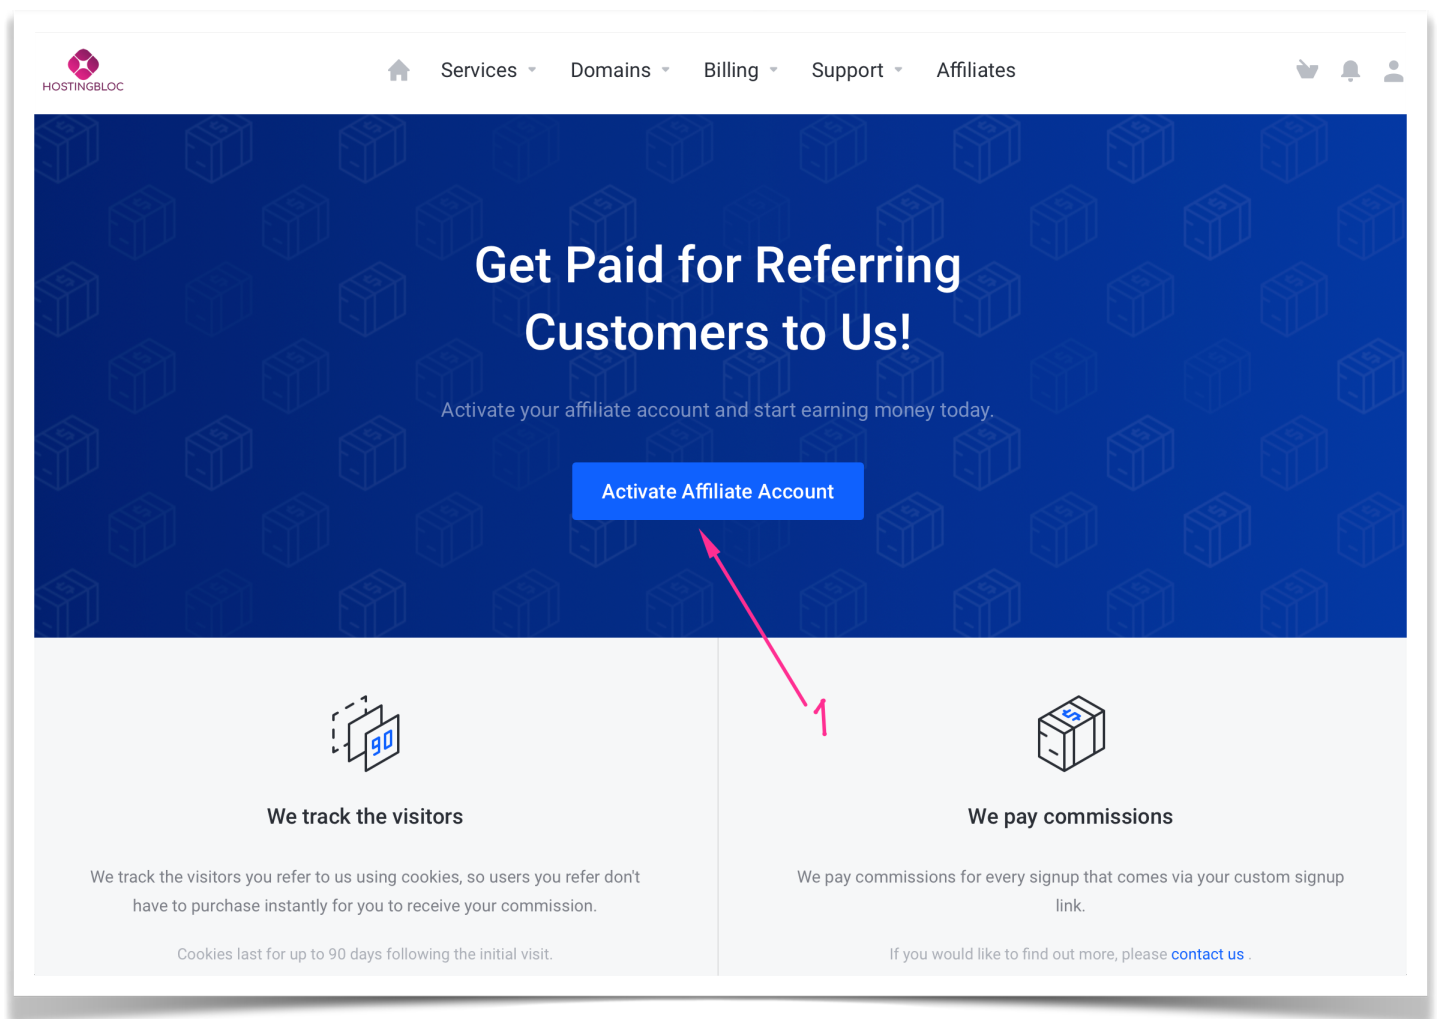 HOSTINGBLOC
Services Domains Billing Support Affiliates
Get Paid for Referring
Customers to Us!
Activate your affiliate account and start earning money today.
Activate Affiliate Account
1
90
$
We track the visitors
We track the visitors you refer to us using cookies, so users you refer don't
have to purchase instantly for you to receive your commission.
Cookies last for up to 90 days following the initial visit.
We pay commissions
We pay commissions for every signup that comes via your custom signup
link.
If you would like to find out more, please contact us .